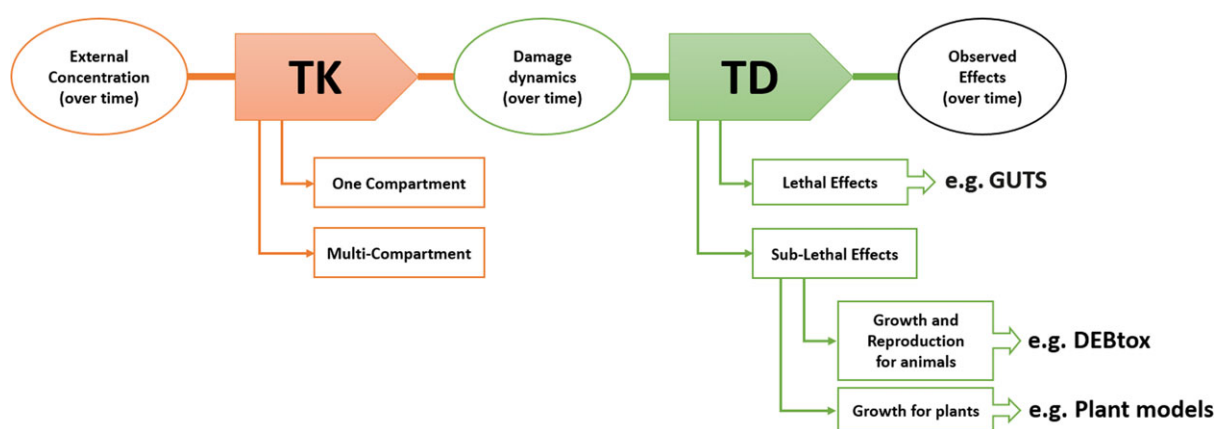 External
Concentration
(over time)
TK
Damage
dynamics
(over time)
TD
Observed
Effects
(over time)
One Compartment
Multi-Compartment
Lethal Effects
e.g. GUTS
Sub-Lethal Effects
Growth and
Reproduction
for animals
e.g. DEBtox
Growth for plants
e.g. Plant models